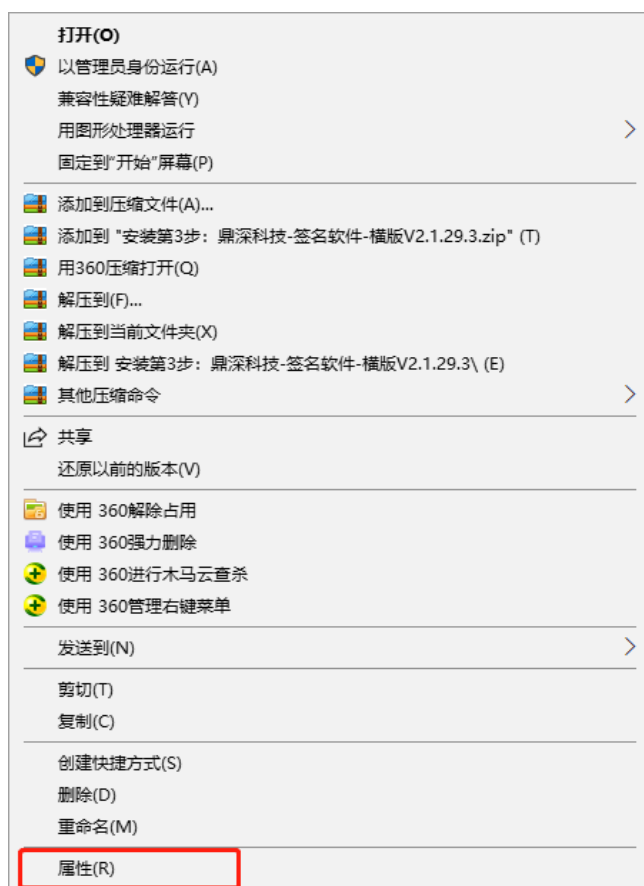 打开(O)
以管理员身份运行(A)
兼容性疑难解答(Y)
用图形处理器运行
固定到"开始"屏幕(P)
添加到压缩文件(A)...
添加到 "安装第3步：鼎深科技-签名软件-横版V2.1.29.3.zip" (T)
用360压缩打开(Q)
解压到(F)...
解压到当前文件夹(X)
解压到 安装第3步：鼎深科技-签名软件-横版V2.1.29.3\ (E)
其他压缩命令
共享
还原以前的版本(V)
使用 360解除占用
使用 360强力删除
使用 360进行木马云查杀
使用 360管理右键菜单
发送到(N)
剪切(T)
复制(C)
创建快捷方式(S)
删除(D)
重命名(M)
属性(R)